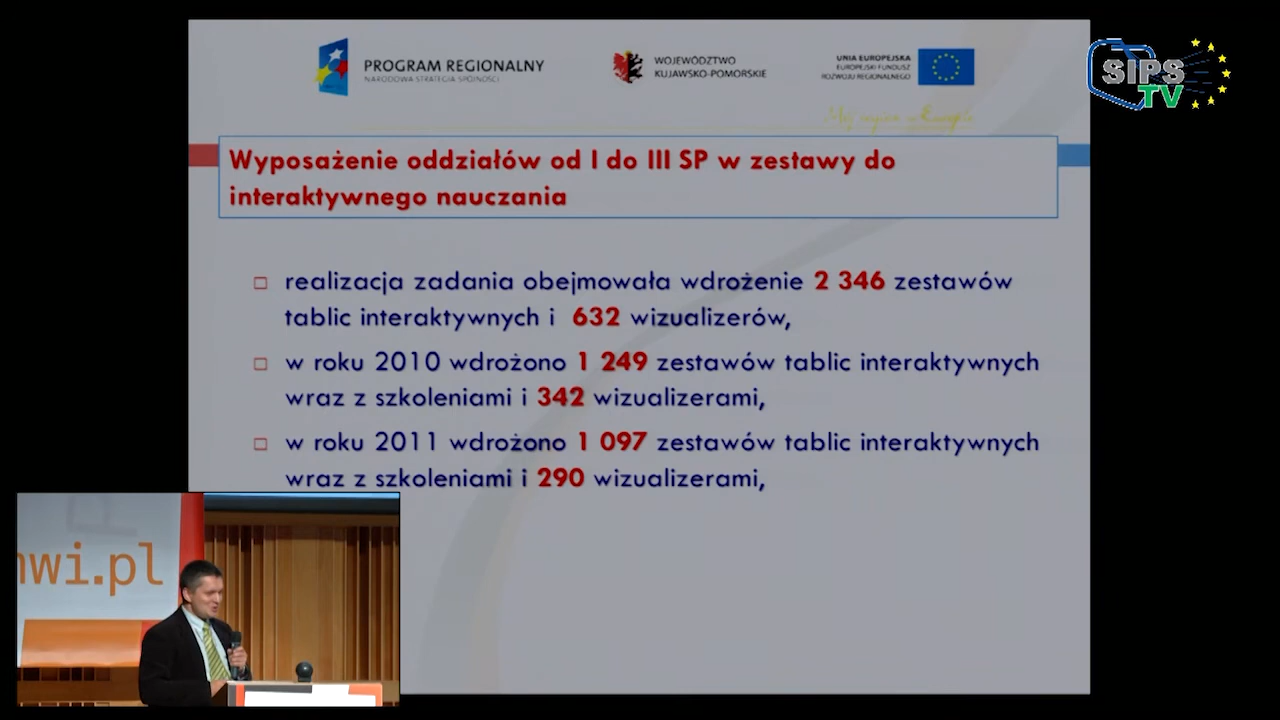 PROGRAM REGIONALNY
NARODOWA STRATEGIA SPÓJNOŚCI
WOJEWÓDZTWO
KUJAWSKO-POMORSKIE
UNIA EUROPEJSKA
EUROPEJSKI FUNDUSZ
ROZWOJU REGIONALNEGO
SIPS
TV
Wyposażenie oddziałów od I do III SP w zestawy do
interaktywnego nauczania
realizacja zadania obejmowała wdrożenie 2 346 zestawów
tablic interaktywnych i 632 wizualizerów,
w roku 2010 wdrożono 1 249 zestawów tablic interaktywnych
wraz z szkoleniami i 342 wizualizerami,
w roku 2011 wdrożono 1 097 zestawów tablic interaktywnych
wraz z szkoleniami i 290 wizualizerami,
wi.pl